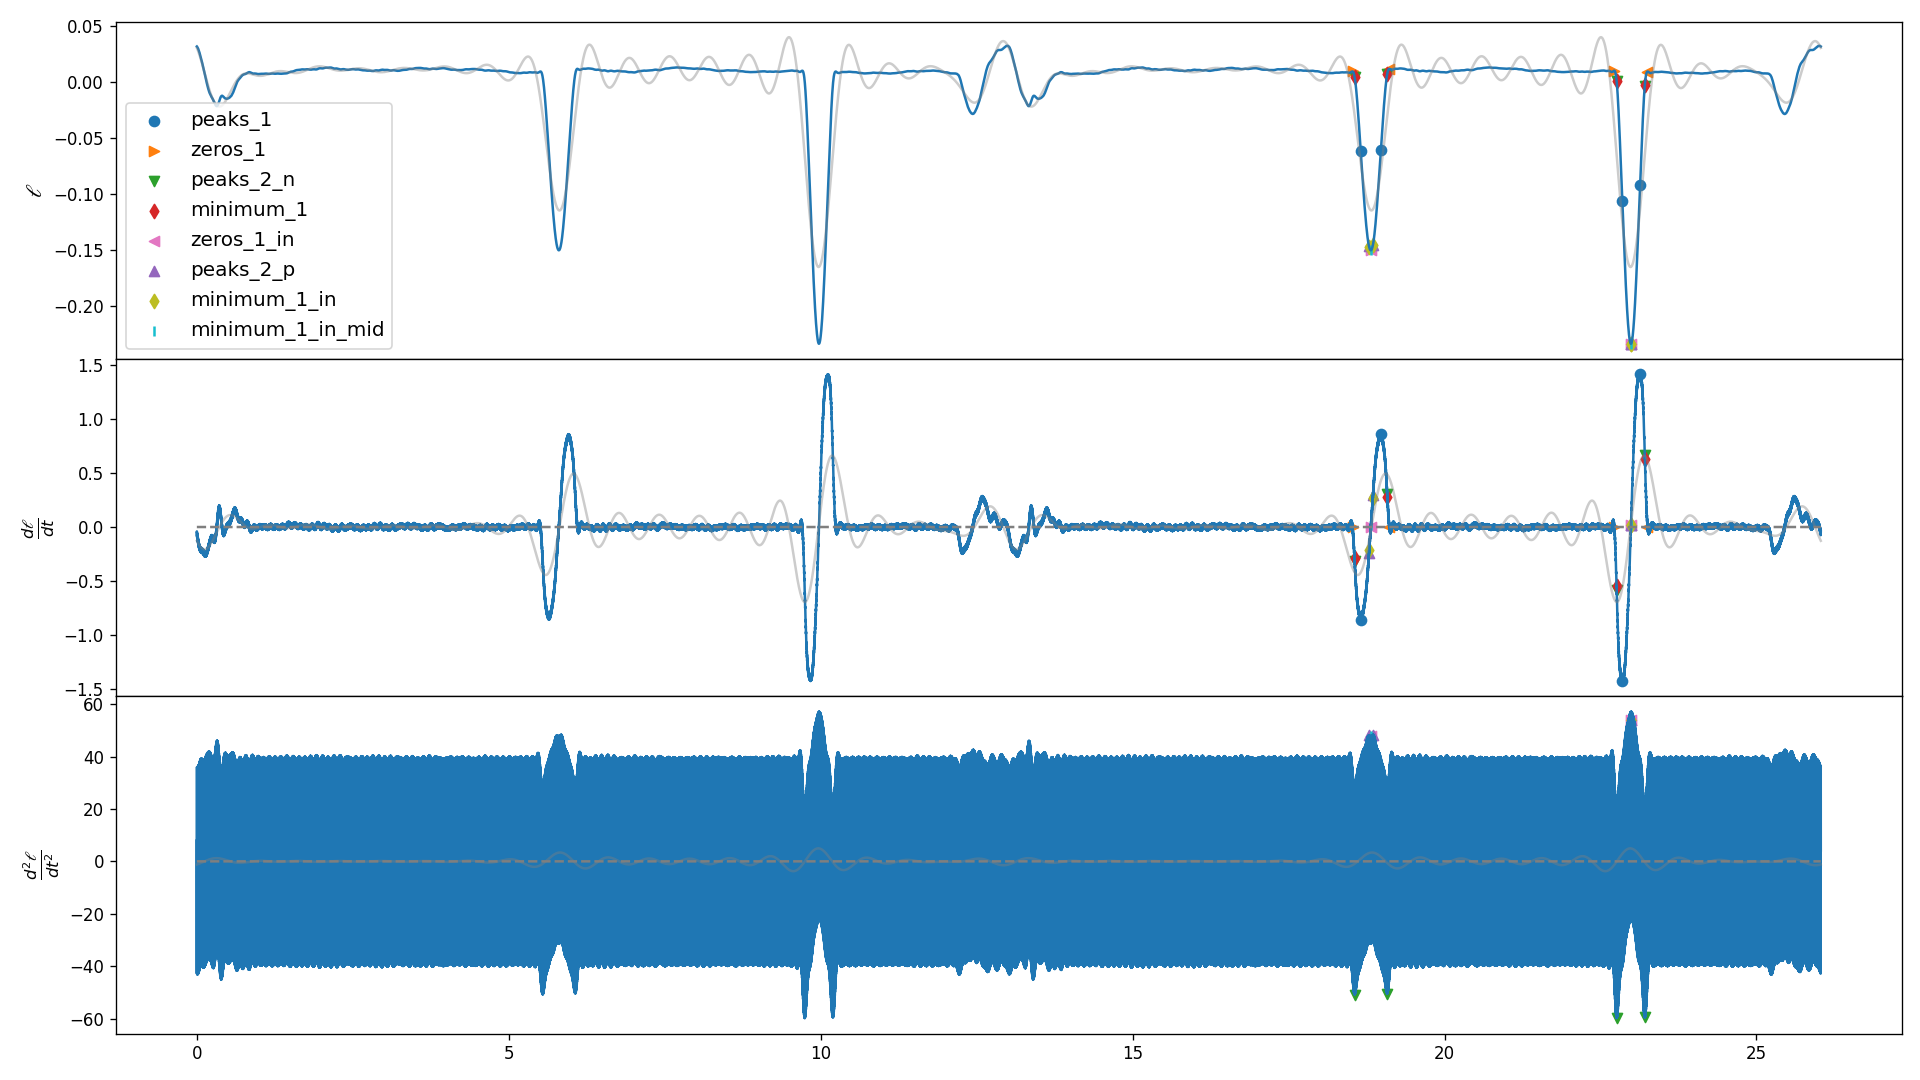 0.05
0.00
−0.05
−0.10
−0.15
−0.20
ℓ
peaks_1
zeros_1
peaks_2_n
minimum_1
zeros_1_in
peaks_2_p
minimum_1_in
minimum_1_in_mid
1.5
1.0
0.5
0.0
−0.5
−1.0
−1.5
dℓ
dt
60
40
20
0
−20
−40
−60
d²ℓ
dt²
0 5 10 15 20 25